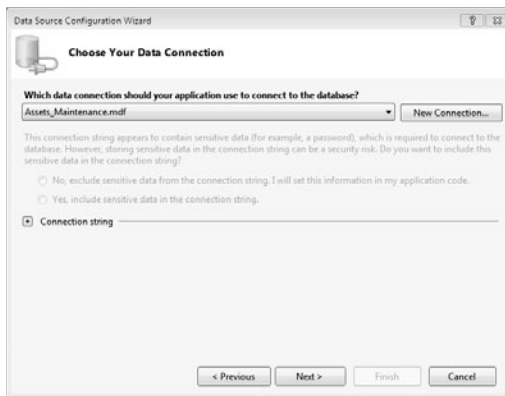 Data Source Configuration Wizard
Choose Your Data Connection
Which data connection should your application use to connect to the database?
Assets_Maintenance.mdf
New Connection...
This connection string appears to contain sensitive data (for example, a password), which is required to connect to the
database. However, storing sensitive data in the connection string can be a security risk. Do you want to include this
sensitive data in the connection string?
No, exclude sensitive data from the connection string. I will set this information in my application code.
Yes, include sensitive data in the connection string.
Connection string
< Previous
Next >
Finish
Cancel